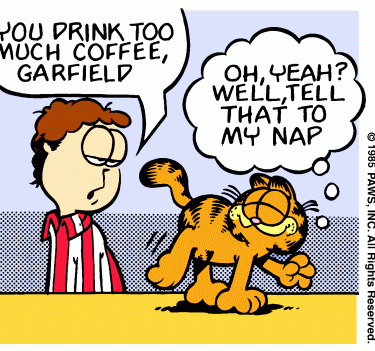 YOU DRINK TOO
MUCH COFFEE,
GARFIELD
OH, YEAH?
WELL, TELL
THAT TO
MY NAP
© 1985 PAWS, INC. All Rights Reserved.